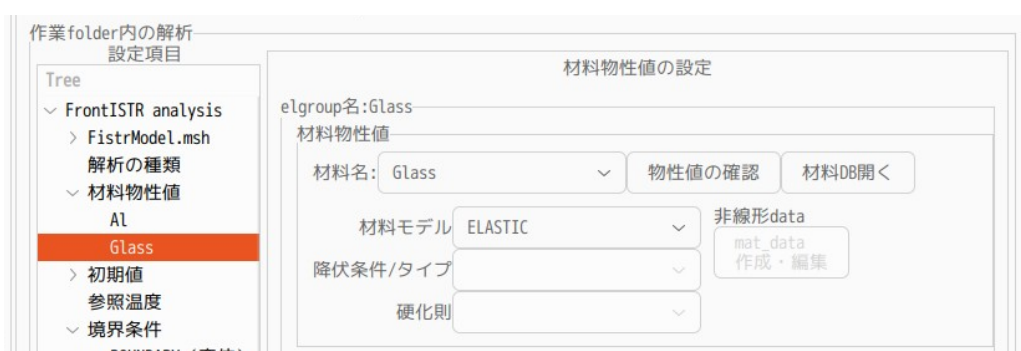 作業folder内の解析
設定項目
Tree
FrontISTR analysis
FistrModel.msh
解析の種類
材料物性値
Al
Glass
初期値
参照温度
境界条件
材料物性値の設定
elgroup名:Glass
材料物性値
材料名: Glass 物性値の確認 材料DB開く
材料モデル ELASTIC
非線形data
mat_data
作成・編集
降伏条件/タイプ
硬化則